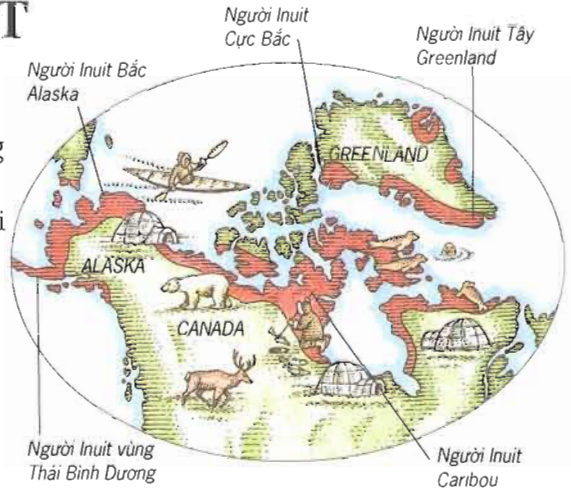 T
Người Inuit
Cực Bắc
Người Inuit Tây
Greenland
Người Inuit Bắc
Alaska
g
i
GREENLAND
ALASKA
CANADA
Người Inuit vùng
Thái Bình Dương
Người Inuit
Caribou